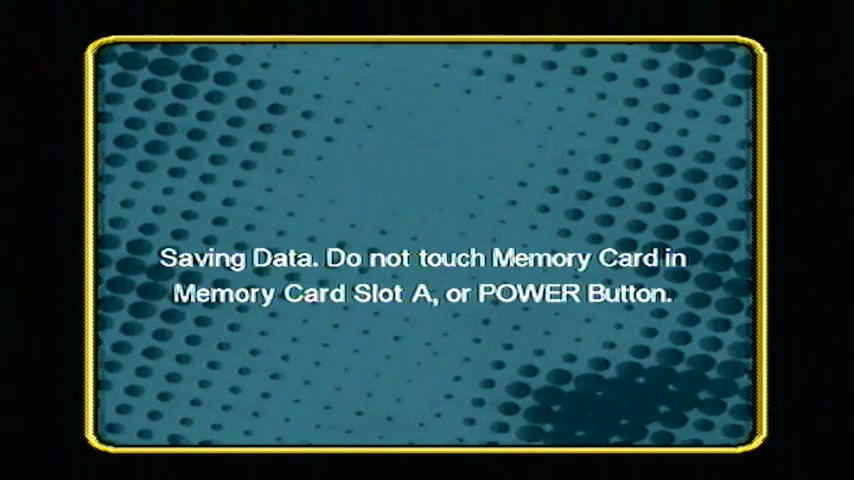 Saving Data. Do not touch Memory Card in
Memory Card Slot A, or POWER Button.